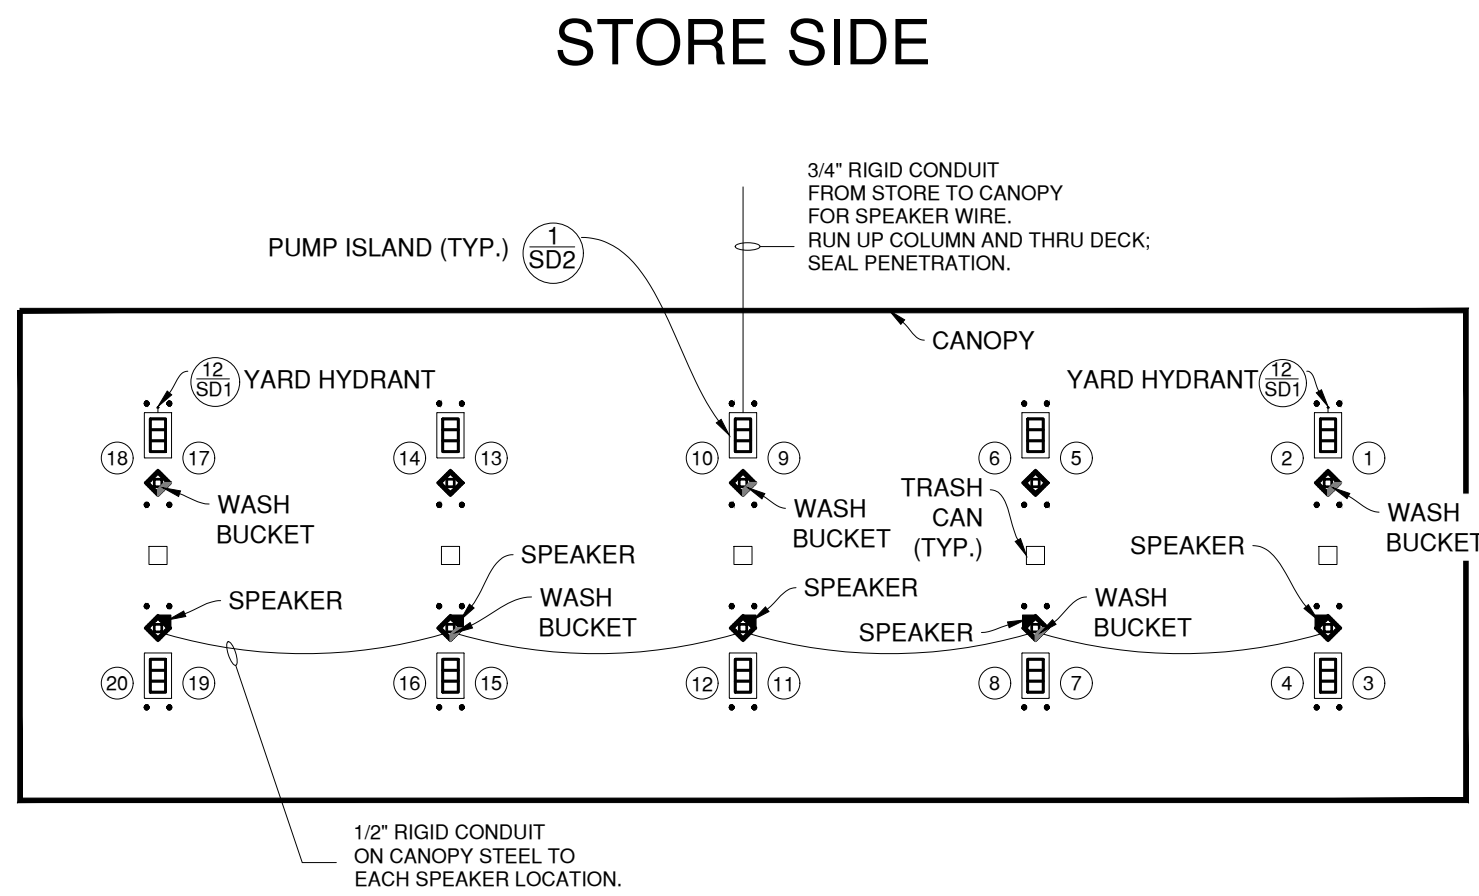 STORE SIDE
3/4" RIGID CONDUIT
FROM STORE TO CANOPY
FOR SPEAKER WIRE.
RUN UP COLUMN AND THRU DECK;
SEAL PENETRATION.
PUMP ISLAND (TYP.)
1
SD2
CANOPY
12
SD1
YARD HYDRANT
YARD HYDRANT
12
SD1
18
17
14
13
10
9
6
5
2
1
WASH
BUCKET
WASH
BUCKET
TRASH
CAN
(TYP.)
WASH
BUCKET
SPEAKER
SPEAKER
SPEAKER
SPEAKER
SPEAKER
WASH
BUCKET
WASH
BUCKET
20
19
16
15
12
11
8
7
4
3
1/2" RIGID CONDUIT
ON CANOPY STEEL TO
EACH SPEAKER LOCATION.